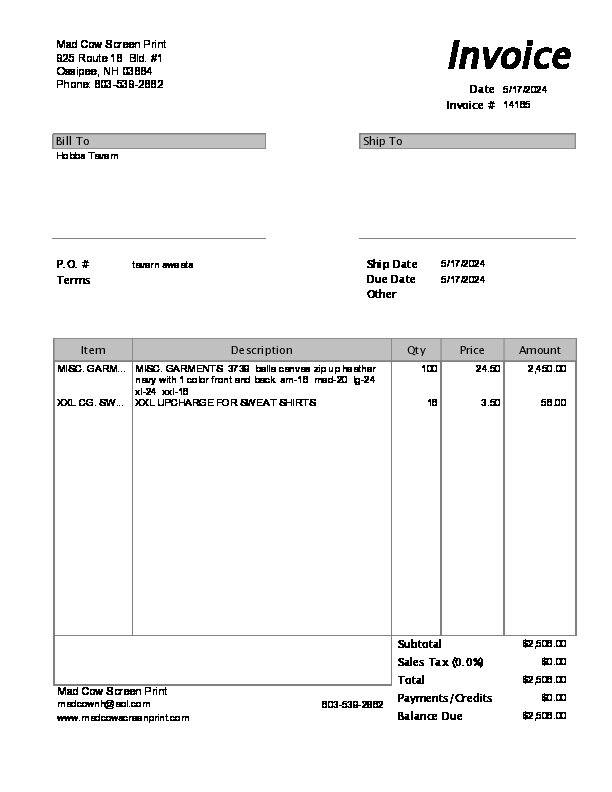 Mad Cow Screen Print
925 Route 16 Bld. #1
Ossipee, NH 03864
Phone: 603-539-2882
Invoice
Date 5/17/2024
Invoice # 14165
Bill To
Ship To
Hobbs Tavern
P.O. # tavern sweats
Terms
Ship Date 5/17/2024
Due Date 5/17/2024
Other
Item Description Qty Price Amount
MISC. GARM... MISC. GARMENTS 3739 bella canvas zip up heather 100 24.50 2,450.00
navy with 1 color front and back sm-16 med-20 lg-24
xl-24 xxl-16
XXL CG. SW... XXL UPCHARGE FOR SWEATSHIRTS 16 3.50 56.00
Subtotal $2,506.00
Sales Tax (0.0%) $0.00
Total $2,506.00
Payments/Credits $0.00
Balance Due $2,506.00
Mad Cow Screen Print
madcownh@aol.com 603-539-2882
www.madcowscreenprint.com